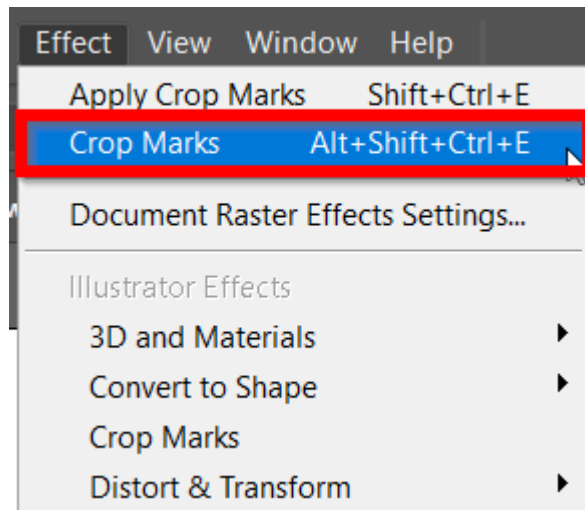 Effect View Window Help
Apply Crop Marks Shift+Ctrl+E
Crop Marks Alt+Shift+Ctrl+E
Document Raster Effects Settings...
Illustrator Effects
3D and Materials
Convert to Shape
Crop Marks
Distort & Transform